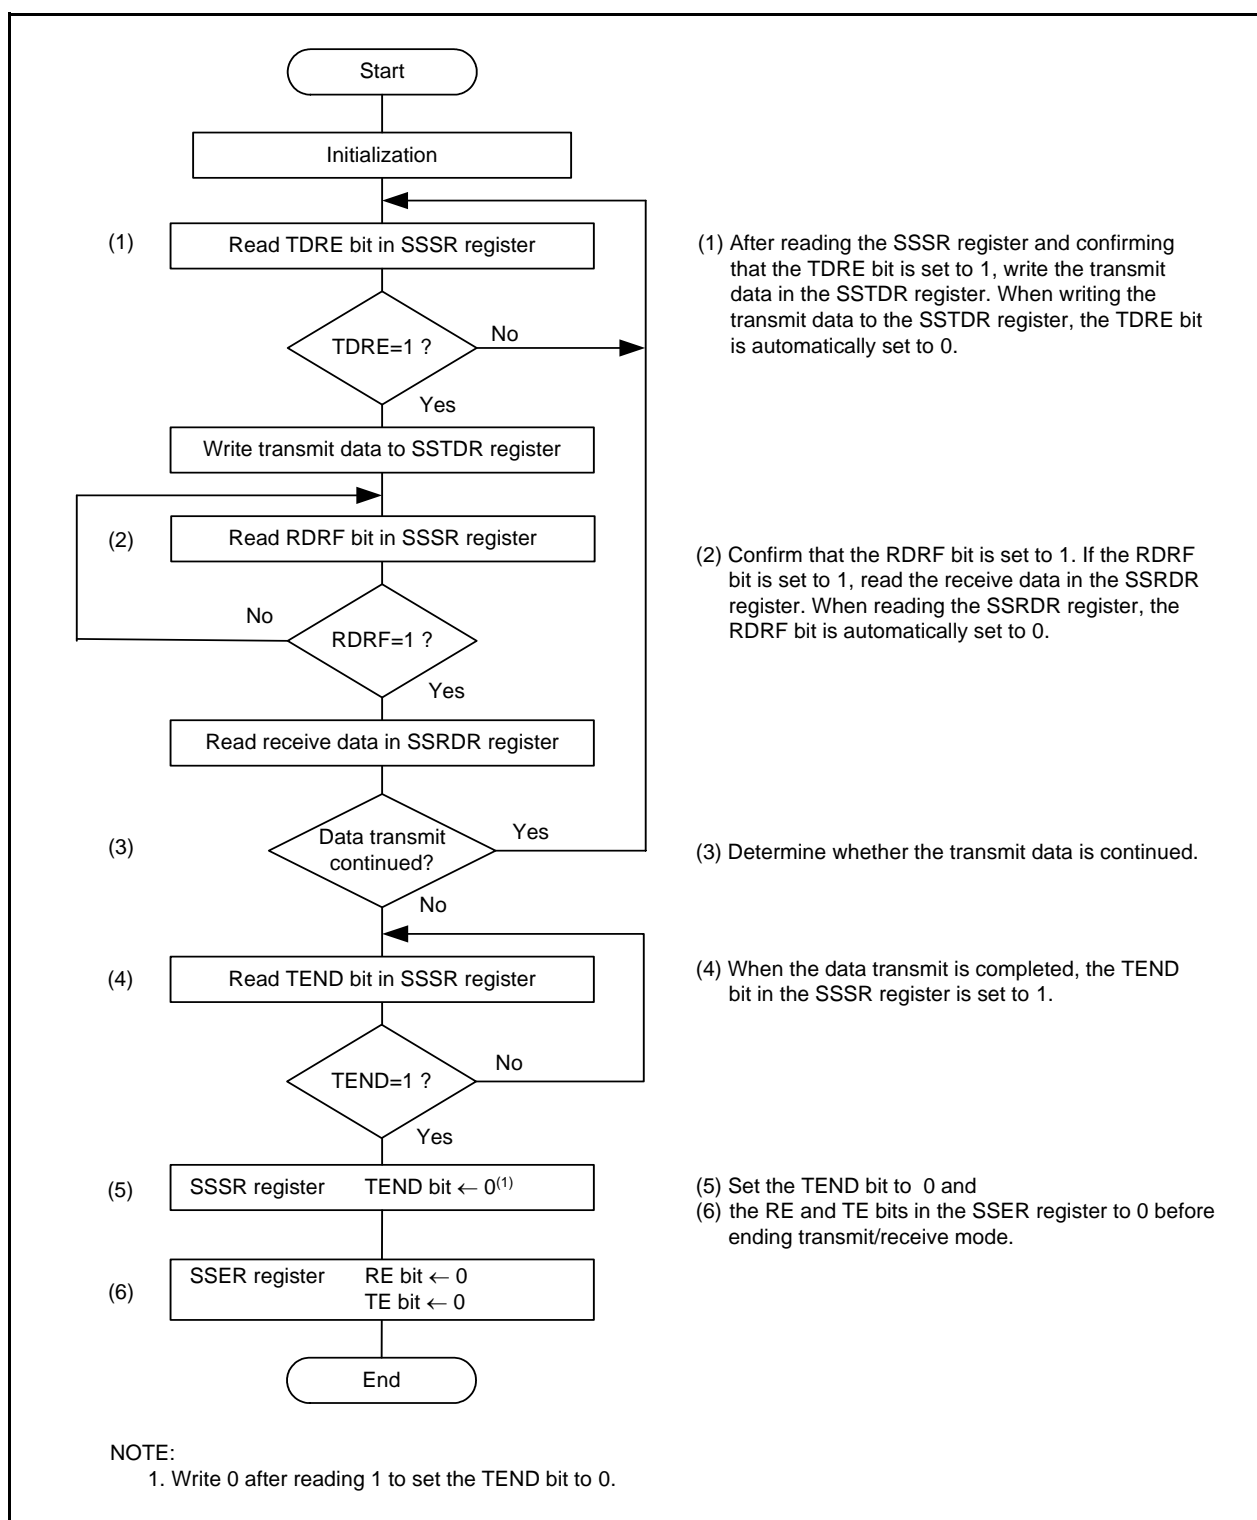 Start
Initialization
(1)
Read TDRE bit in SSSR register
TDRE=1 ?
No
Yes
Write transmit data to SSTDR register
(1) After reading the SSSR register and confirming
that the TDRE bit is set to 1, write the transmit
data in the SSTDR register. When writing the
transmit data to the SSTDR register, the TDRE bit
is automatically set to 0.
(2)
Read RDRF bit in SSSR register
No
RDRF=1 ?
Yes
Read receive data in SSRDR register
(2) Confirm that the RDRF bit is set to 1. If the RDRF
bit is set to 1, read the receive data in the SSRDR
register. When reading the SSRDR register, the
RDRF bit is automatically set to 0.
(3)
Data transmit
continued?
Yes
No
(3) Determine whether the transmit data is continued.
(4)
Read TEND bit in SSSR register
TEND=1 ?
No
Yes
(4) When the data transmit is completed, the TEND
bit in the SSSR register is set to 1.
(5)
SSSR register TEND bit ← 0(1)
(5) Set the TEND bit to  0 and
(6) the RE and TE bits in the SSER register to 0 before
ending transmit/receive mode.
(6)
SSER register RE bit ← 0
TE bit ← 0
End
NOTE:
1. Write 0 after reading 1 to set the TEND bit to 0.